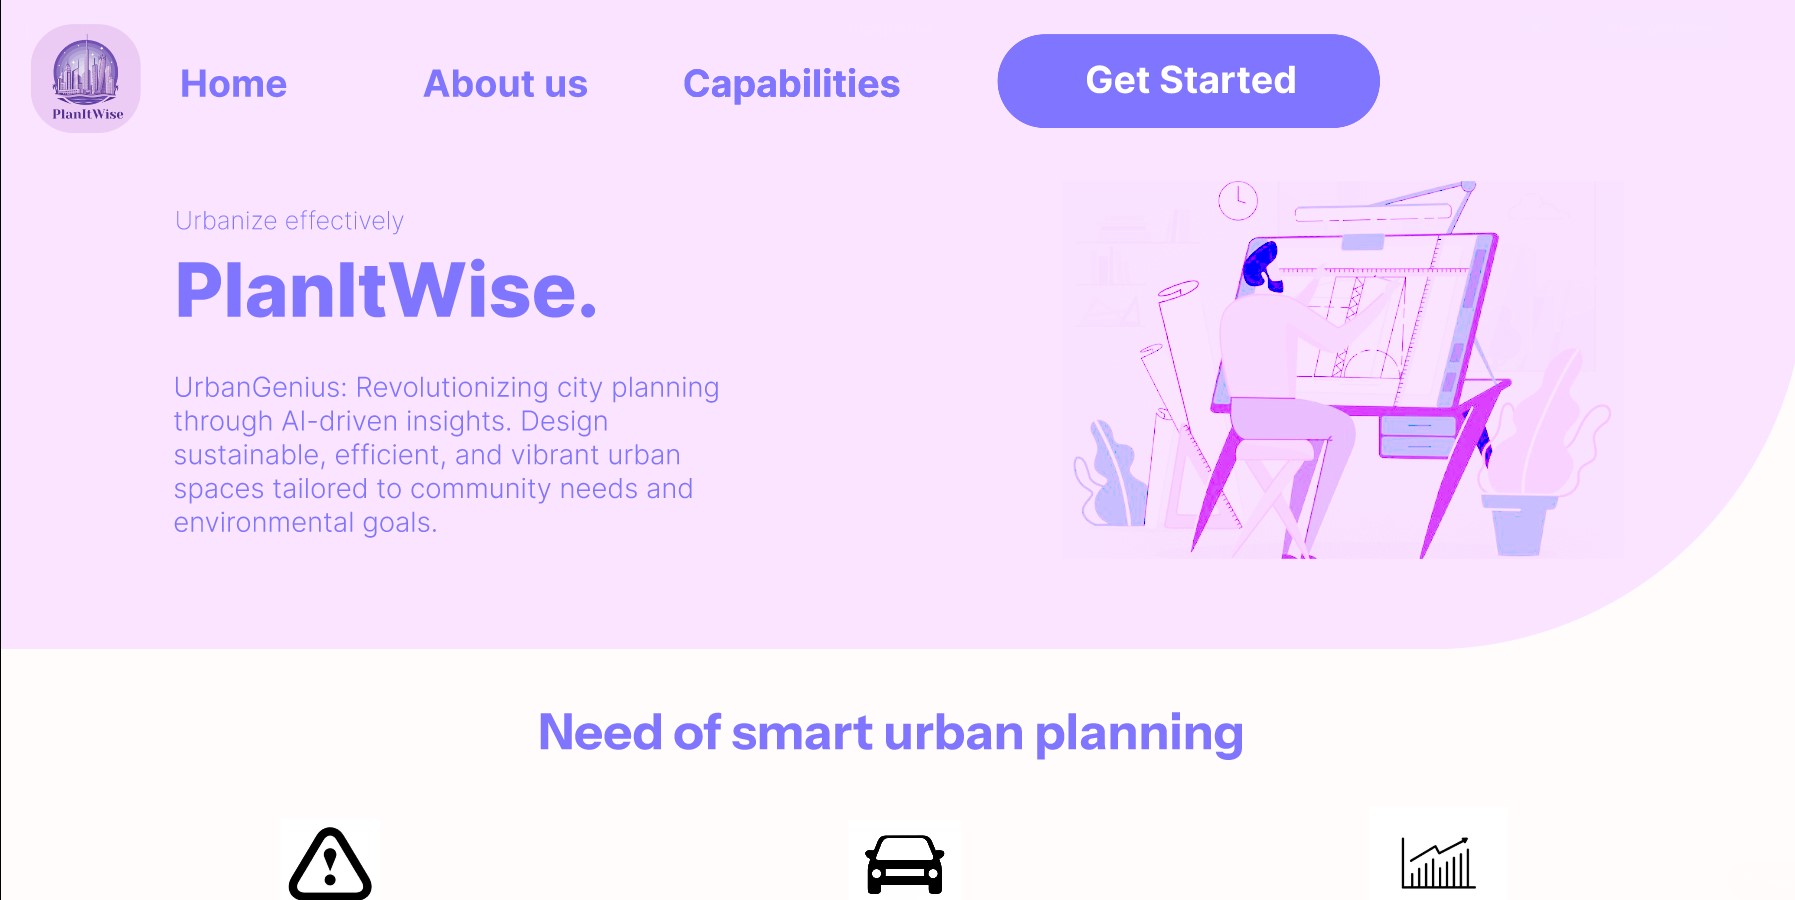 PlanItWise
Home
About us
Capabilities
Get Started
Urbanize effectively
PlanItWise.
UrbanGenius: Revolutionizing city planning
through AI-driven insights. Design
sustainable, efficient, and vibrant urban
spaces tailored to community needs and
environmental goals.
Need of smart urban planning